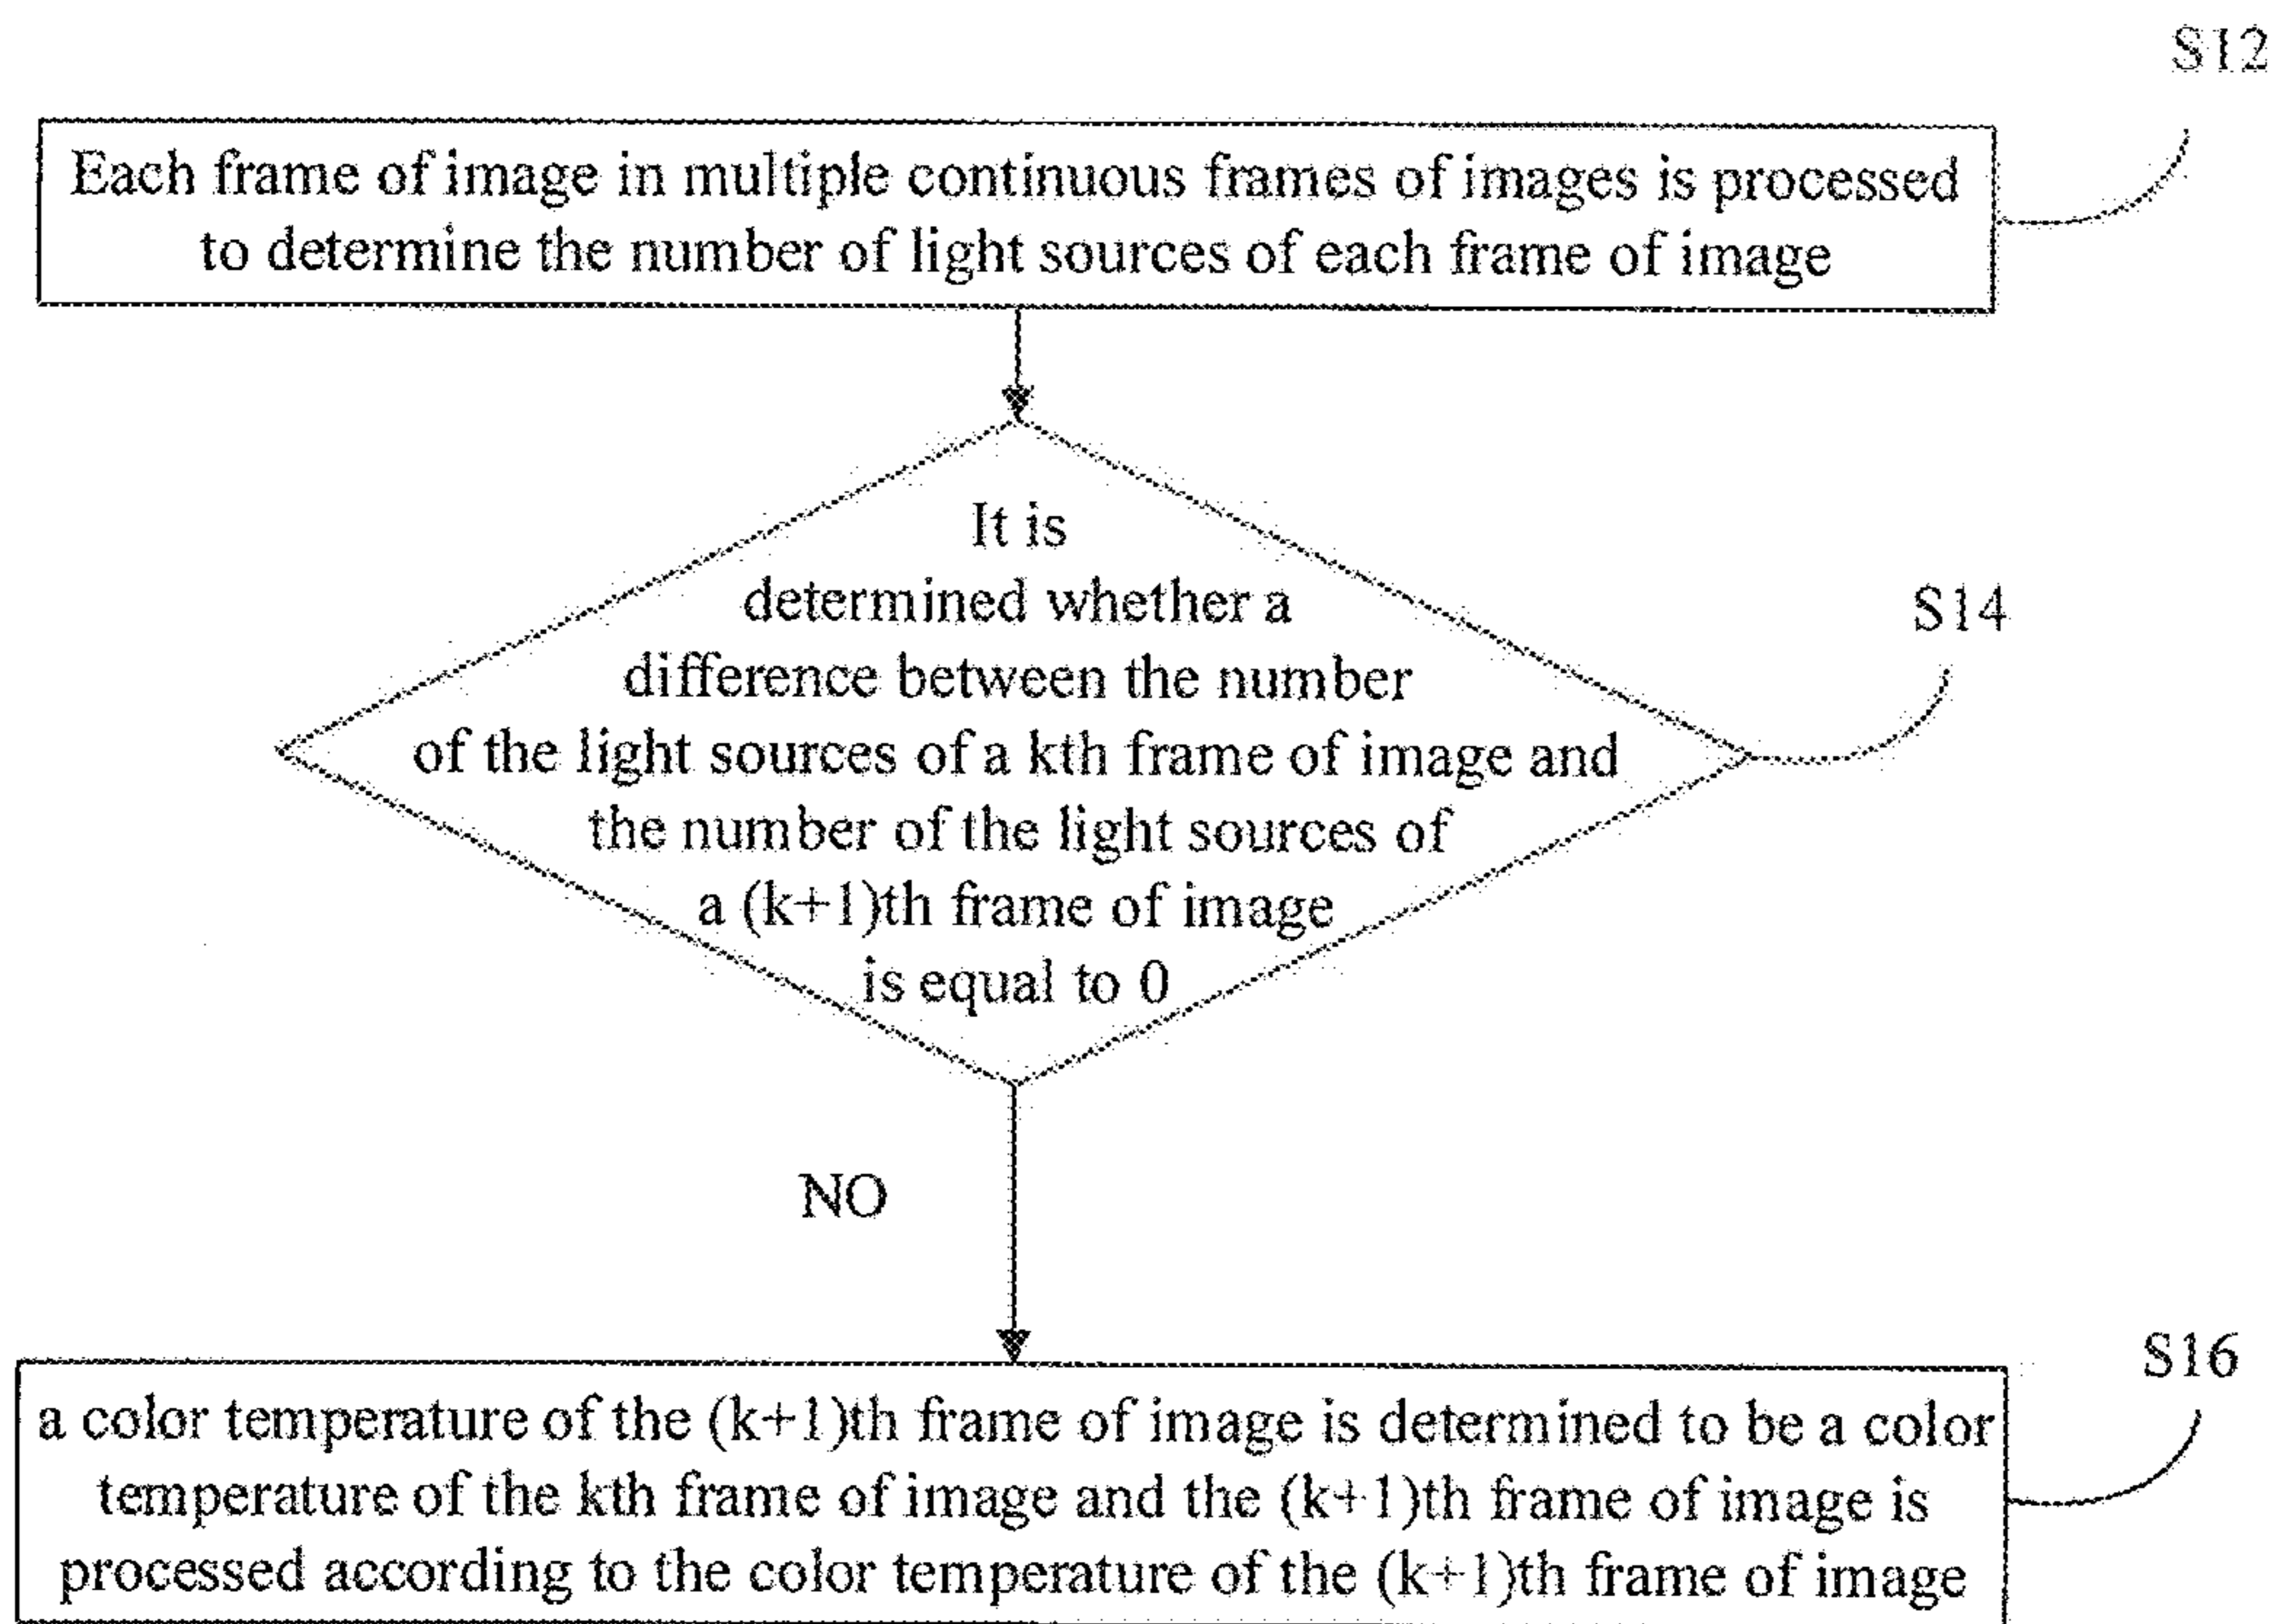 S12
Each frame of image in multiple continuous frames of images is processed
to determine the number of light sources of each frame of image
It is
determined whether a
difference between the number
of the light sources of a kth frame of image and
the number of the light sources of
a (k+1)th frame of image
is equal to 0
S14
NO
S16
a color temperature of the (k+1)th frame of image is determined to be a color
temperature of the kth frame of image and the (k+1)th frame of image is
processed according to the color temperature of the (k+1)th frame of image